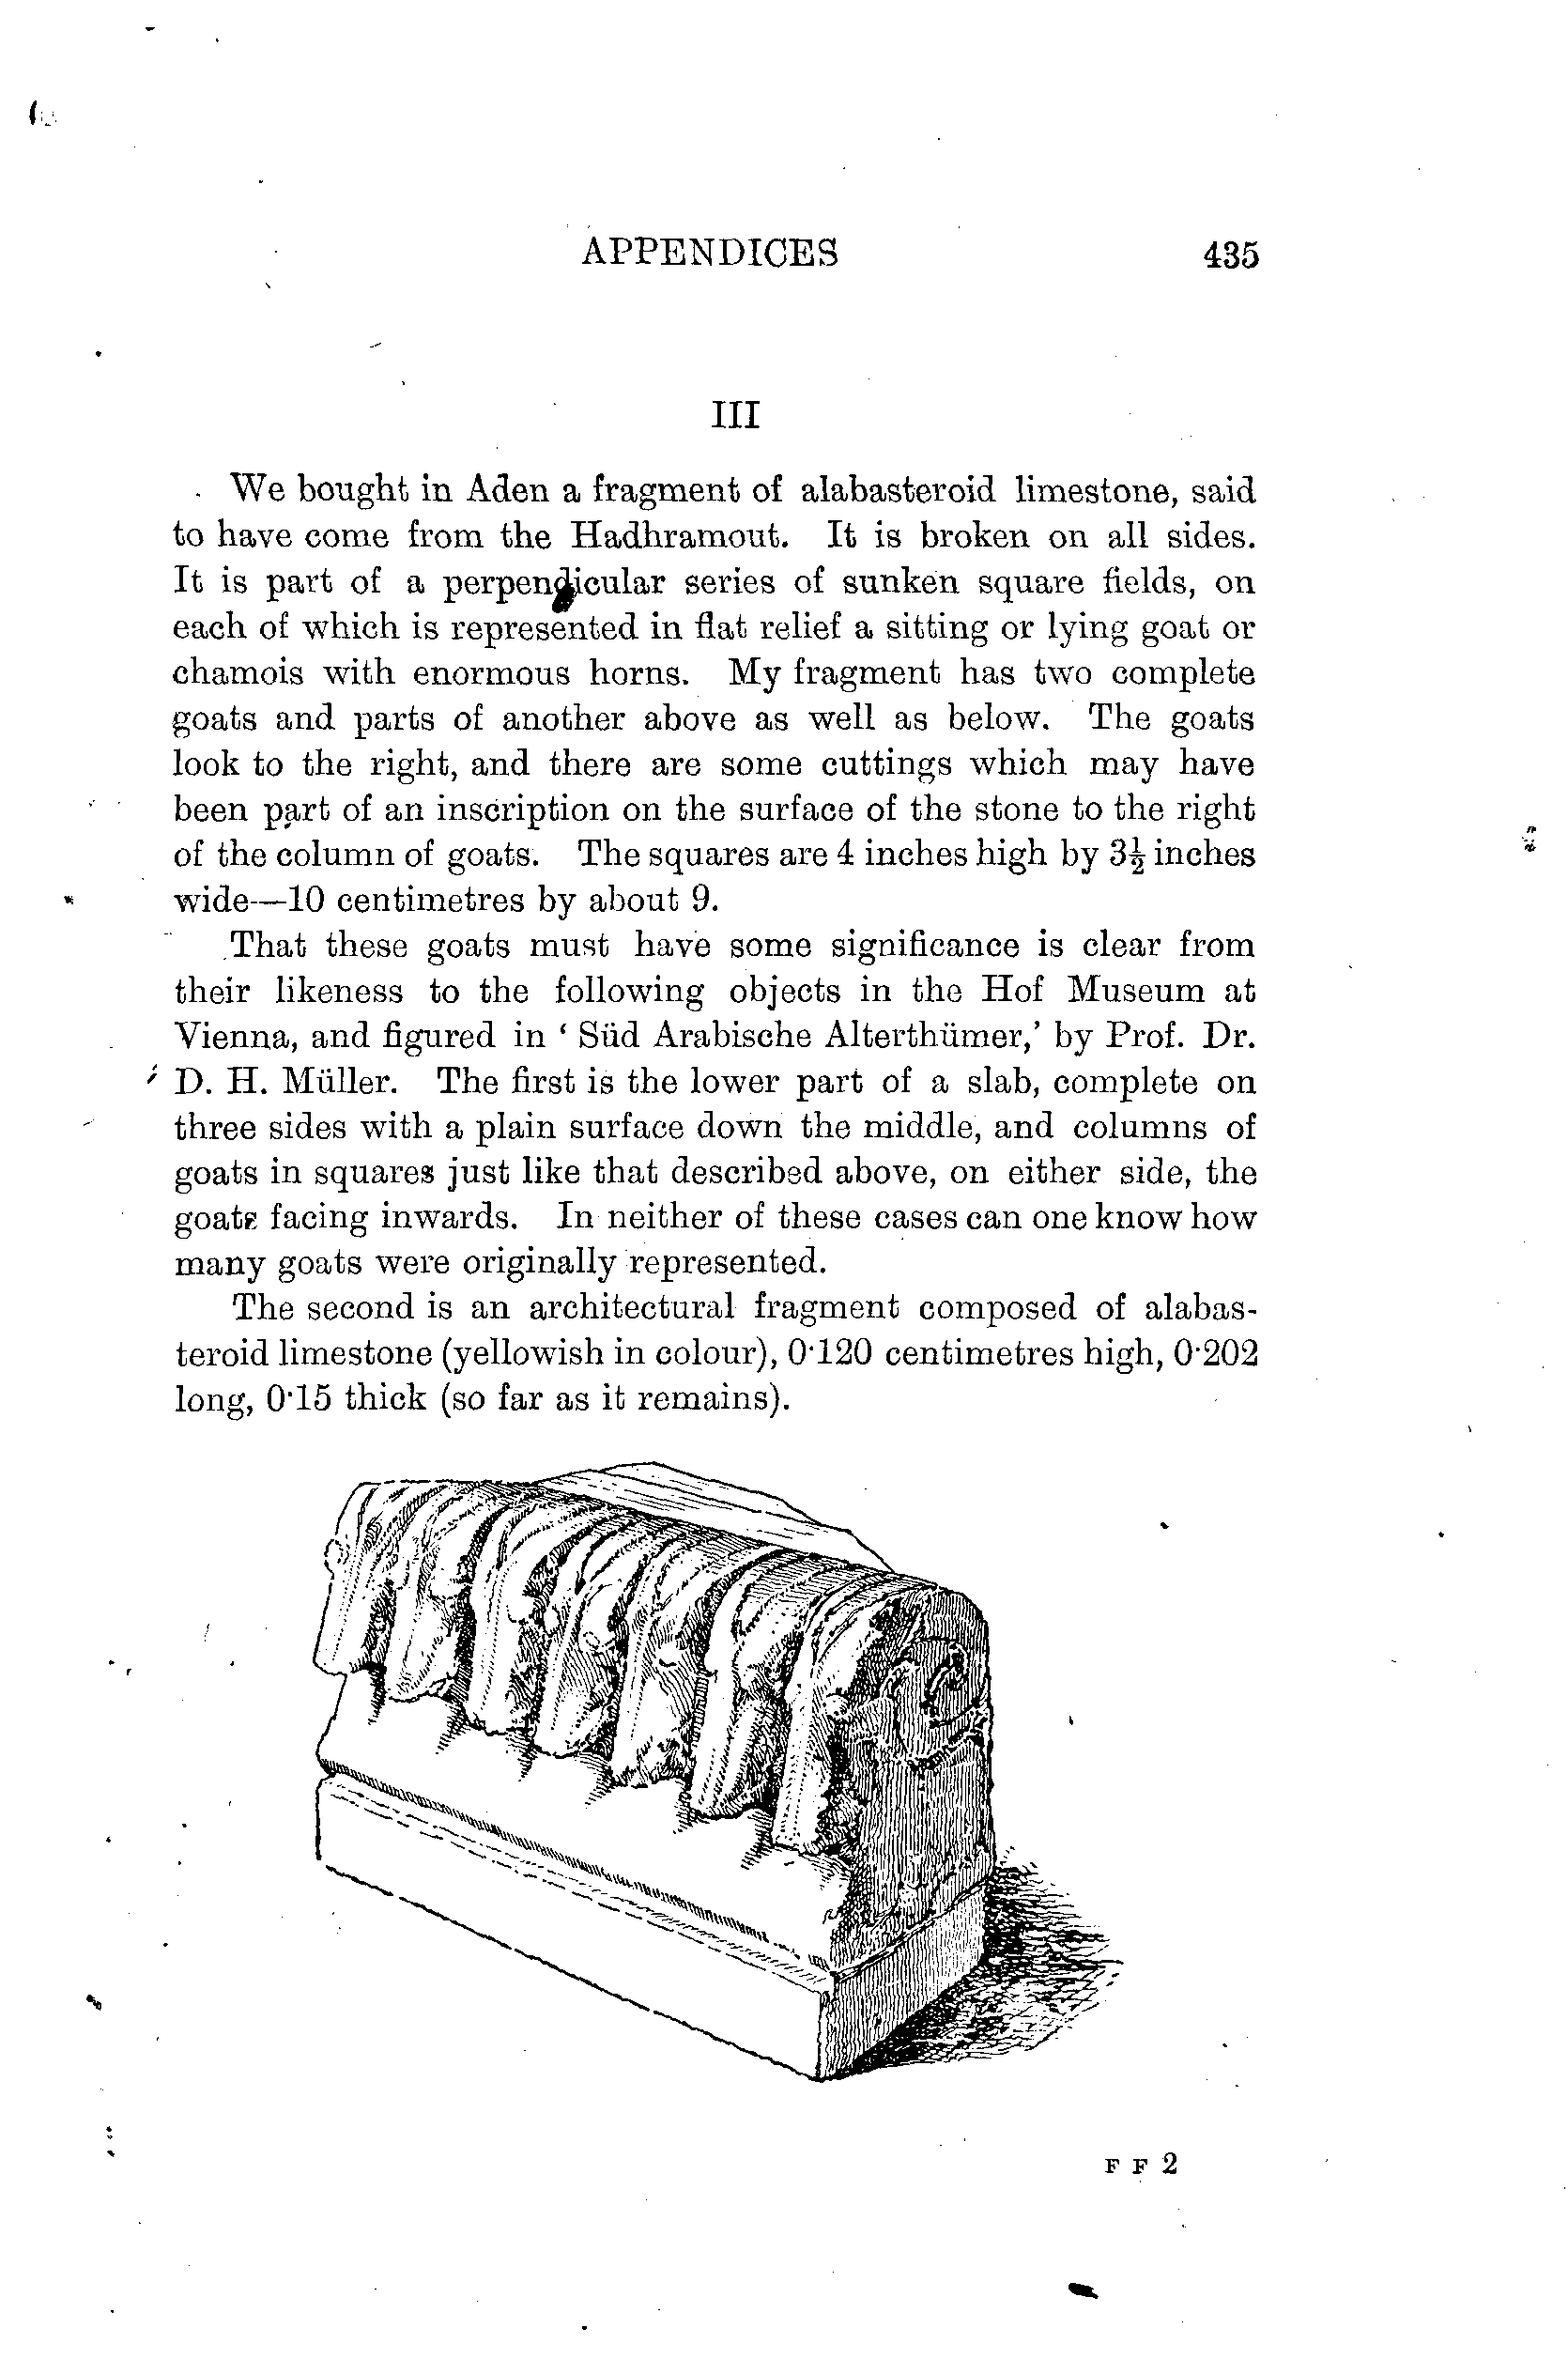 APPENDICES 435
III
We bought in Aden a fragment of alabasteroid limestone, said
to have come from the Hadhramout. It is broken on all sides.
It is part of a perpendicular series of sunken square fields, on
each of which is represented in flat relief a sitting or lying goat or
chamois with enormous horns. My fragment has two complete
goats and parts of another above as well as below. The goats
look to the right, and there are some cuttings which may have
been part of an inscription on the surface of the stone to the right
of the column of goats. The squares are 4 inches high by 3½ inches
wide—10 centimetres by about 9.
That these goats must have some significance is clear from
their likeness to the following objects in the Hof Museum at
Vienna, and figured in ‘ Süd Arabische Alterthümer,’ by Prof. Dr.
D. H. Müller. The first is the lower part of a slab, complete on
three sides with a plain surface down the middle, and columns of
goats in squares just like that described above, on either side, the
goats facing inwards. In neither of these cases can one know how
many goats were originally represented.
The second is an architectural fragment composed of alabas-
teroid limestone (yellowish in colour), 0·120 centimetres high, 0·202
long, 0·15 thick (so far as it remains).
F F 2